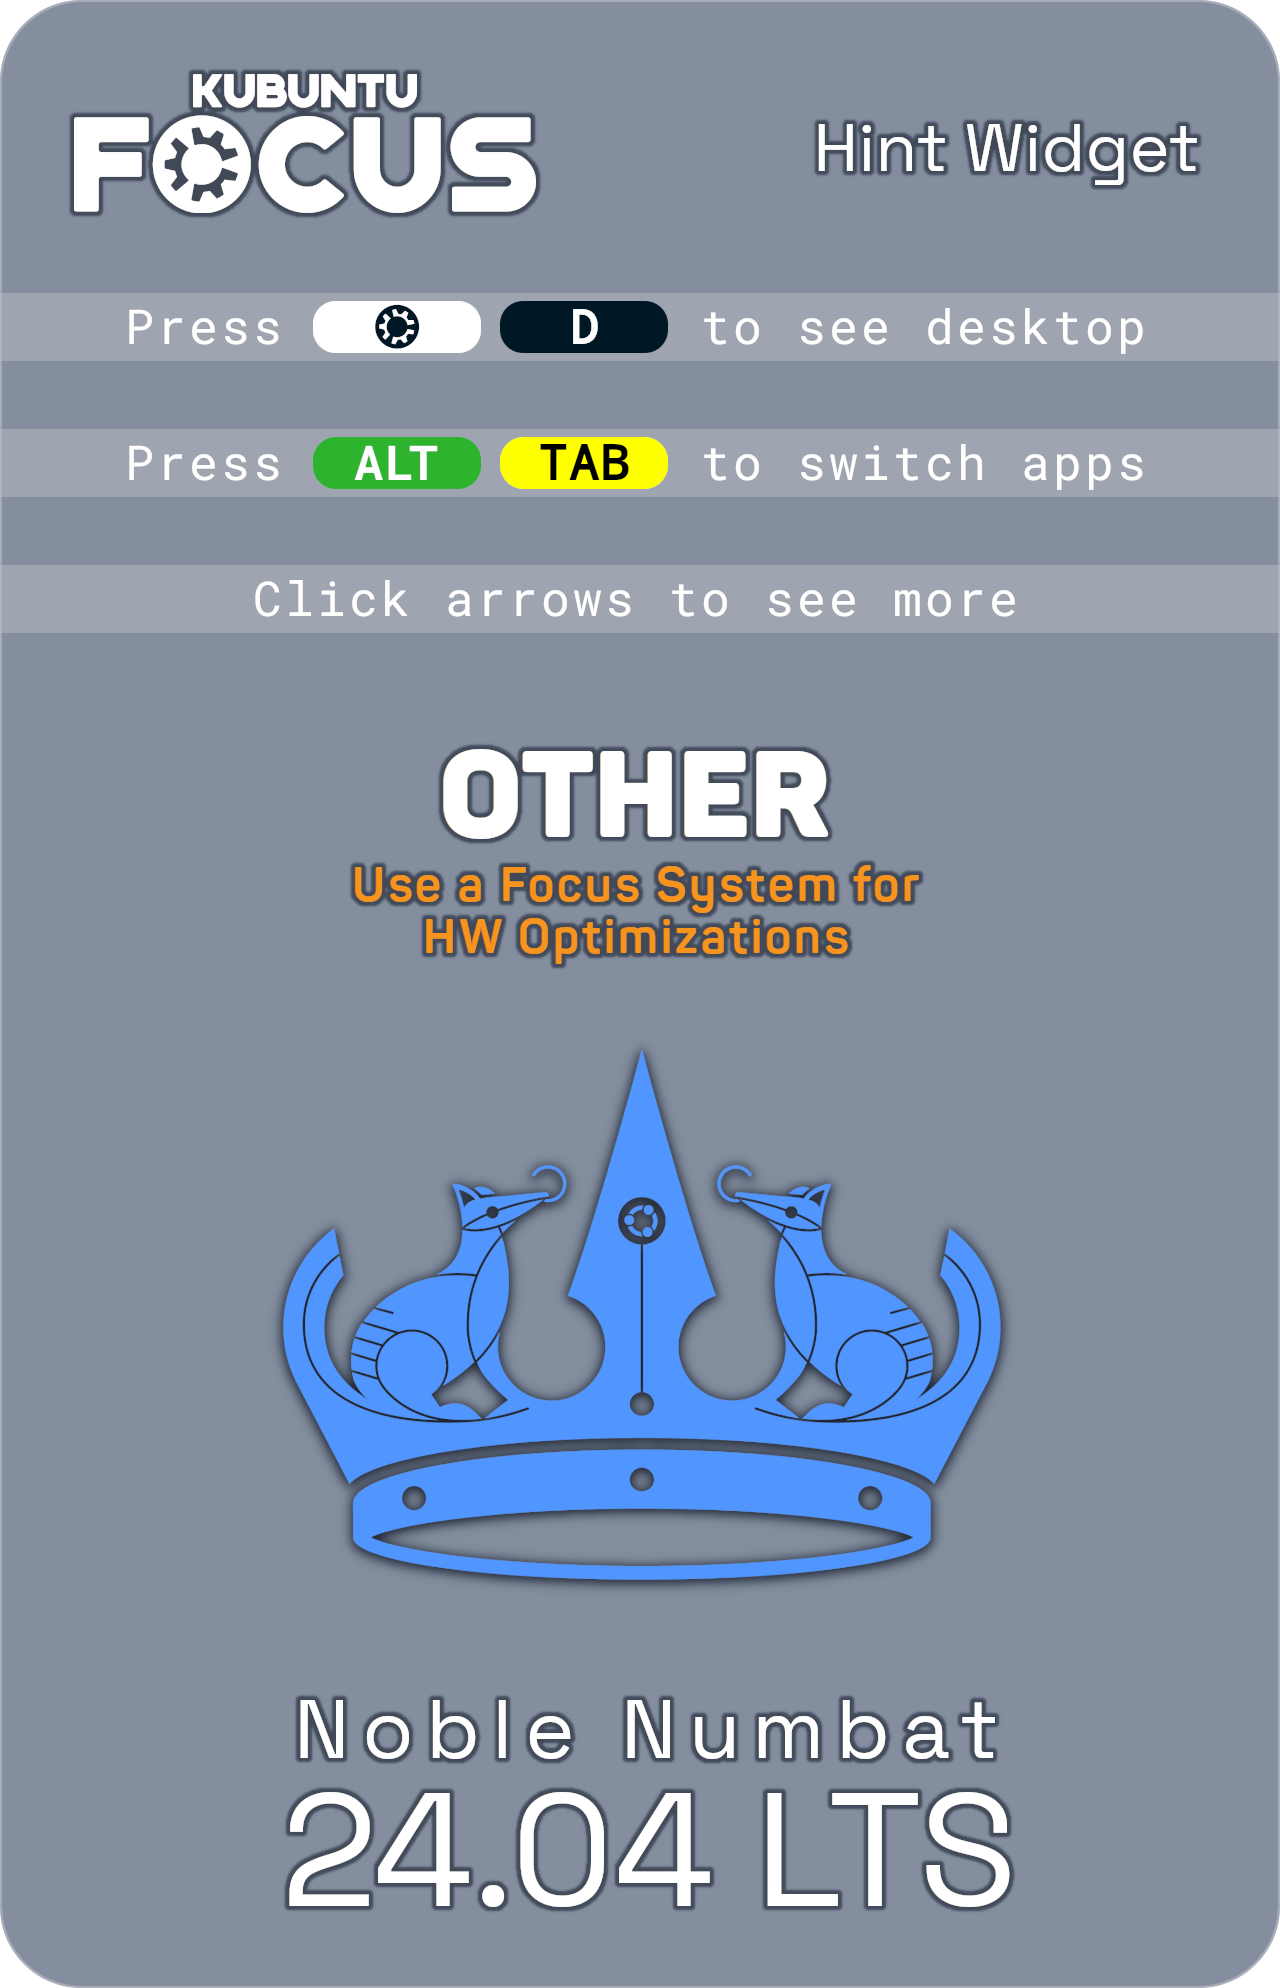 KUBUNTU
FOCUS
Hint Widget
Press D to see desktop
Press ALT TAB to switch apps
Click arrows to see more
OTHER
Use a Focus System for
HW Optimizations
Noble Numbat
24.04 LTS